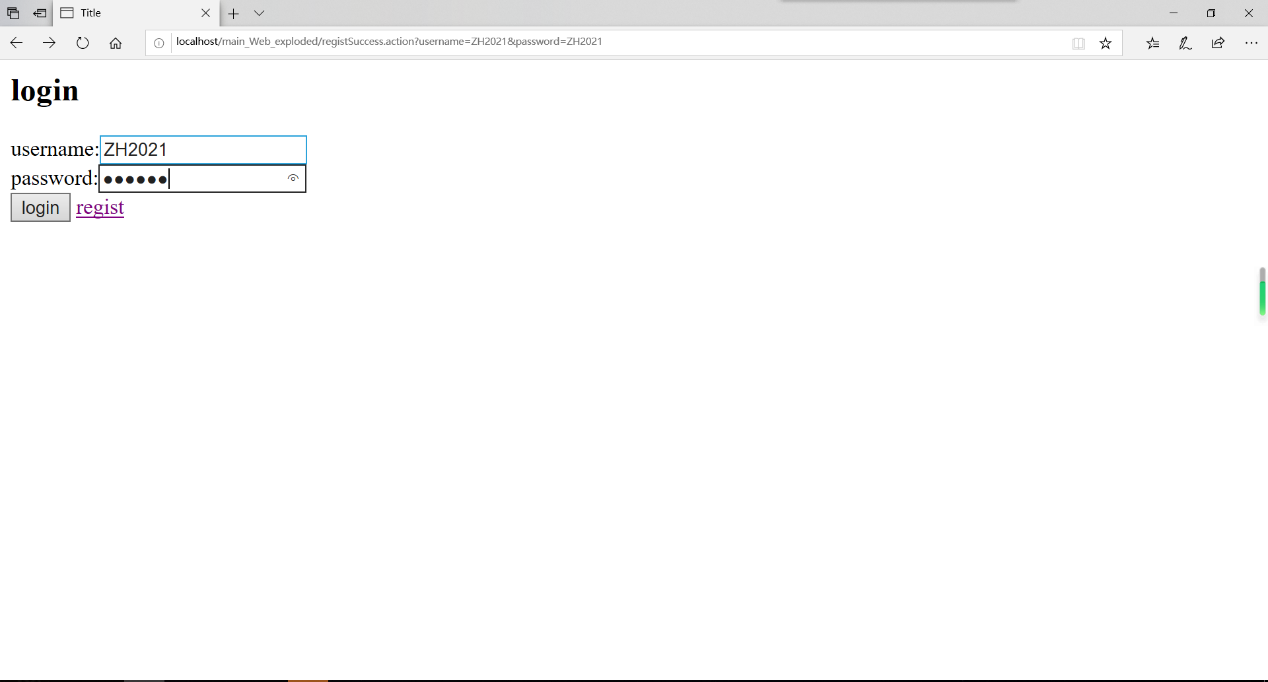 Title
localhost/main_Web_exploded/registSuccess.action?username=ZH2021&password=ZH2021
login
username: ZH2021
password: ●●●●●●
login regist